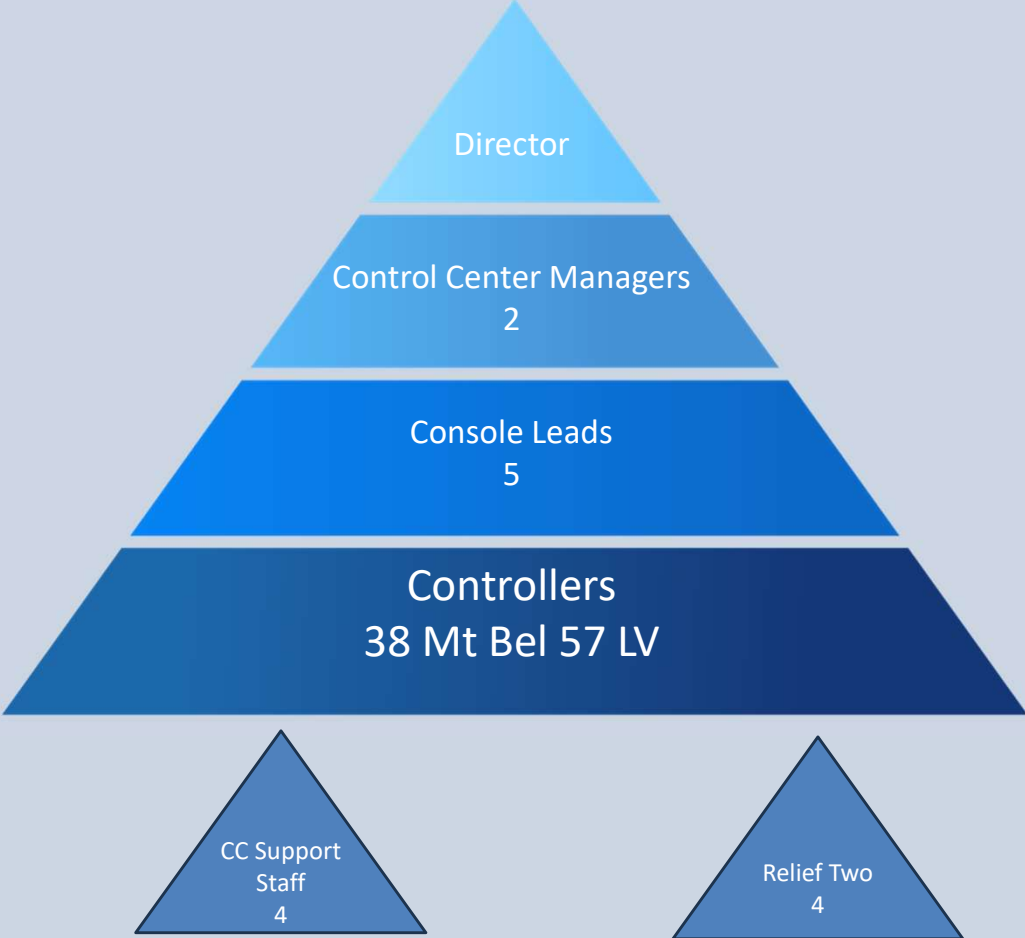 Director
Control Center Managers
2
Console Leads
5
Controllers
38 Mt Bel 57 LV
CC Support
Staff
4
Relief Two
4